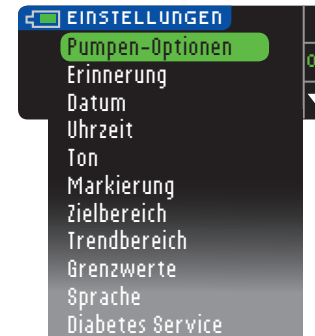 EINSTELLUNGEN
Pumpen-Optionen
Erinnerung
Datum
Uhrzeit
Ton
Markierung
Zielbereich
Trendbereich
Grenzwerte
Sprache
Diabetes Service